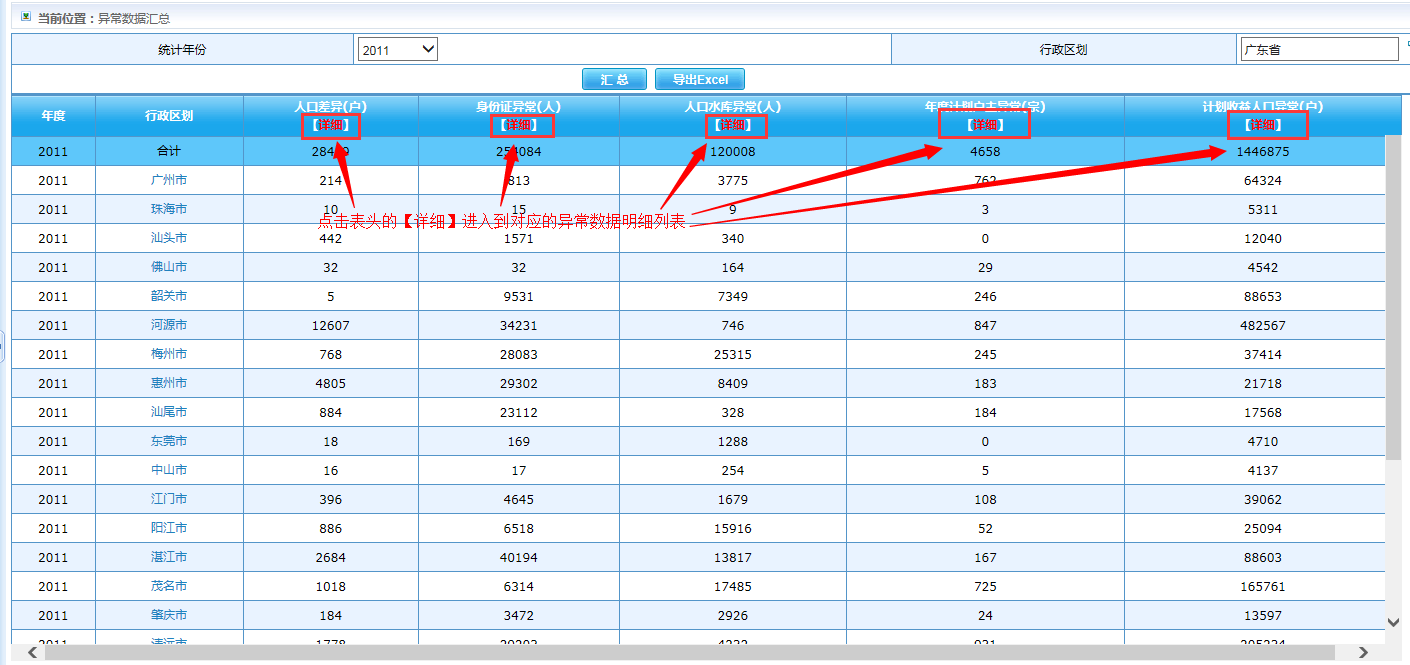 当前位置：异常数据汇总
统计年份 2011 行政区划 广东省
汇 总 导出Excel
年度 行政区划 人口差异(户) 身份证异常(人) 人口水库异常(人) 年度计划户主异常(宗) 计划收益人口异常(户)
【详细】 【详细】 【详细】 【详细】 【详细】
2011 合计 254084 120008 4658 1446875
2011 广州市 214 813 3775 762 64324
2011 珠海市 10 15 9 3 5311
点击表头的【详细】进入到对应的异常数据明细列表
2011 汕头市 442 1571 340 0 12040
2011 佛山市 32 32 164 29 4542
2011 韶关市 5 9531 7349 246 88653
2011 河源市 12607 34231 746 847 482567
2011 梅州市 768 28083 25315 245 37414
2011 惠州市 4805 29302 8409 183 21718
2011 汕尾市 884 23112 328 184 17568
2011 东莞市 18 169 1288 0 4710
2011 中山市 16 17 254 5 4137
2011 江门市 396 4645 1679 108 39062
2011 阳江市 886 6518 15916 52 25094
2011 湛江市 2684 40194 13817 167 88603
2011 茂名市 1018 6314 17485 725 165761
2011 肇庆市 184 3472 2926 24 13597
2011 清远市